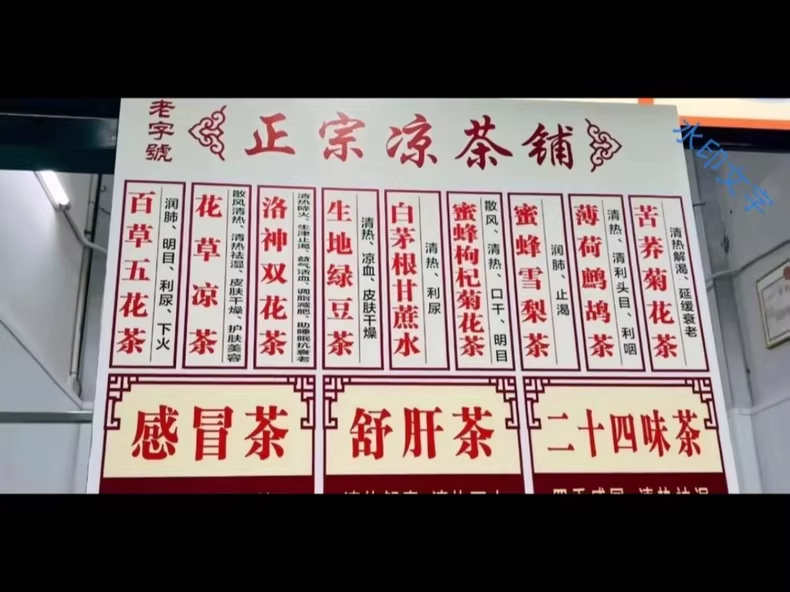 老字號
正宗凉茶铺
水印文字
百草五花茶
润肺、明目、利尿、下火
花草凉茶
散风清热、清热祛湿、皮肤干燥、护肤美容
洛神双花茶
清热降火、生津止渴、益气活血、调脂减肥、助睡眠抗衰老
生地绿豆茶
清热、凉血、皮肤干燥
白茅根甘蔗水
清热、利尿
蜜蜂枸杞菊花茶
散风、清热、口干、明目
蜜蜂雪梨茶
润肺、止渴
薄荷鹧鸪茶
清热、清利头目、利咽
苦荞菊花茶
清热解渴、延缓衰老
感冒茶
舒肝茶
二十四味茶